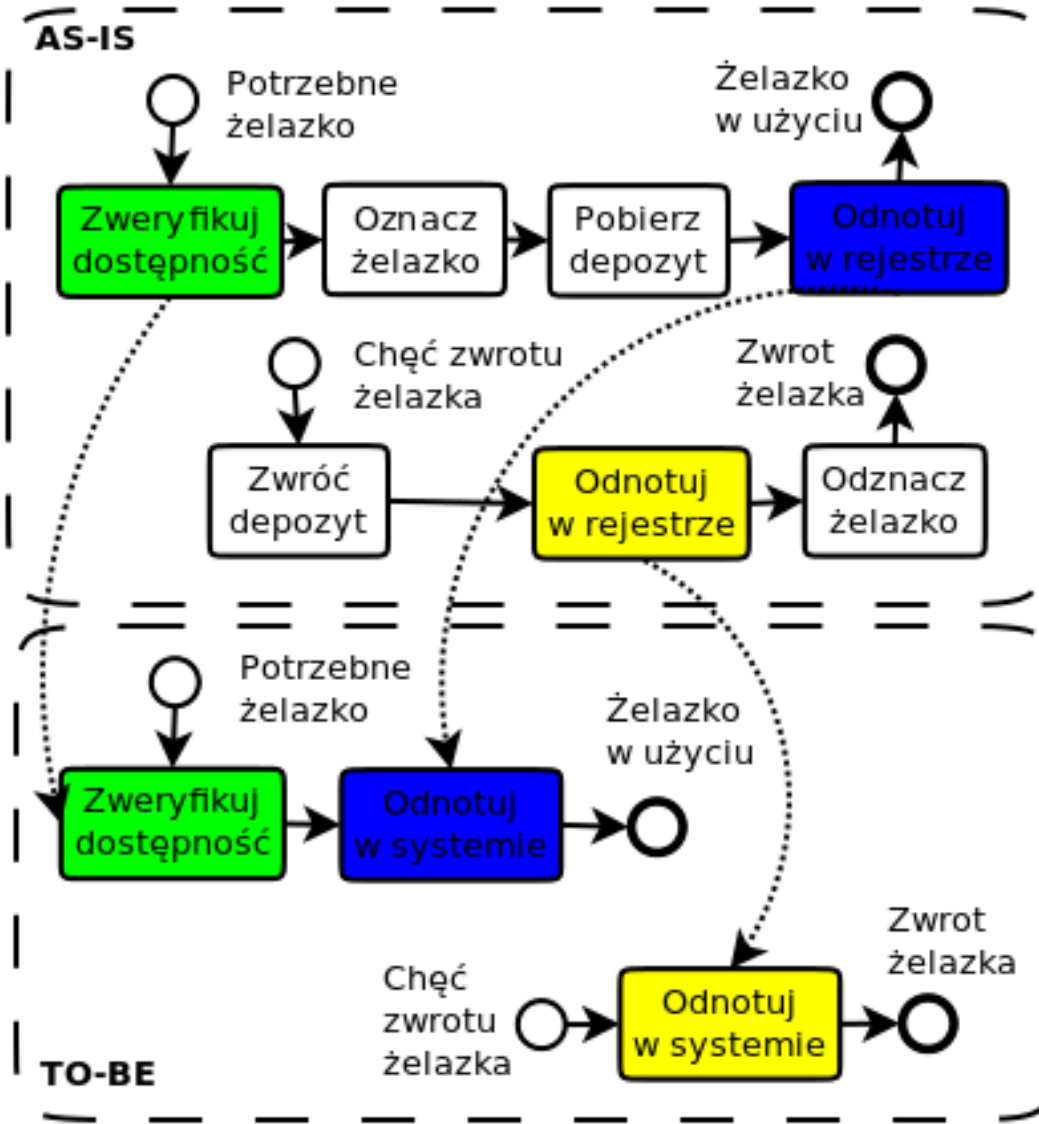 AS-IS
Potrzebne
żelazko
Żelazko
w użyciu
Zweryfikuj
dostępność
Oznacz
żelazko
Pobierz
depozyt
Odnotuj
w rejestrze
Chęć zwrotu
żelazka
Zwrot
żelazka
Zwróć
depozyt
Odnotuj
w rejestrze
Odznacz
żelazko
Potrzebne
żelazko
Żelazko
w użyciu
Zweryfikuj
dostępność
Odnotuj
w systemie
Chęć
zwrotu
żelazka
Odnotuj
w systemie
Zwrot
żelazka
TO-BE